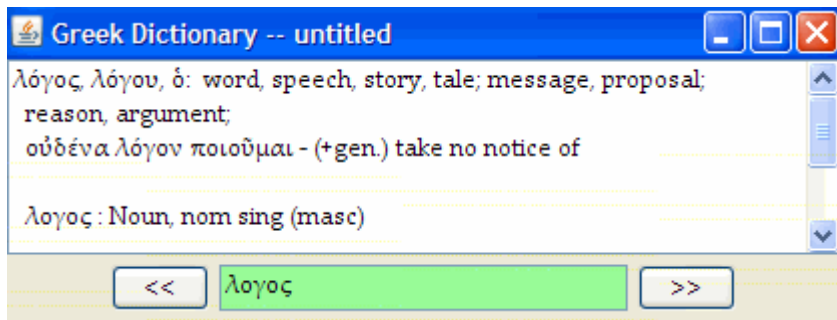 Greek Dictionary -- untitled
λόγος, λόγου, ὁ: word, speech, story, tale; message, proposal;
reason, argument;
οὐδένα λόγον ποιοῦμαι - (+gen.) take no notice of
λογος : Noun, nom sing (masc)
<< λογος >>